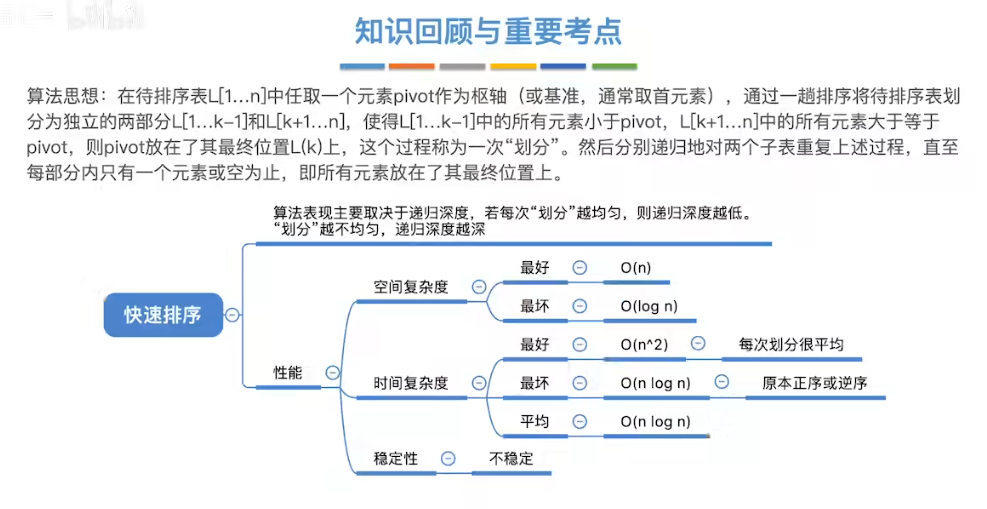 bilibili
知识回顾与重要考点
算法思想：在待排序表L[1…n]中任取一个元素pivot作为枢轴（或基准，通常取首元素），通过一趟排序将待排序表划
分为独立的两部分L[1…k-1]和L[k+1…n]，使得L[1…k-1]中的所有元素小于pivot，L[k+1…n]中的所有元素大于等于
pivot，则pivot放在了其最终位置L(k)上，这个过程称为一次“划分”。然后分别递归地对两个子表重复上述过程，直至
每部分内只有一个元素或空为止，即所有元素放在了其最终位置上。
算法表现主要取决于递归深度，若每次“划分”越均匀，则递归深度越低。
“划分”越不均匀，递归深度越深
快速排序
性能
空间复杂度
最好
O(n)
最坏
O(log n)
时间复杂度
最好
O(n^2)
每次划分很平均
最坏
O(n log n)
原本正序或逆序
平均
O(n log n)
稳定性
不稳定